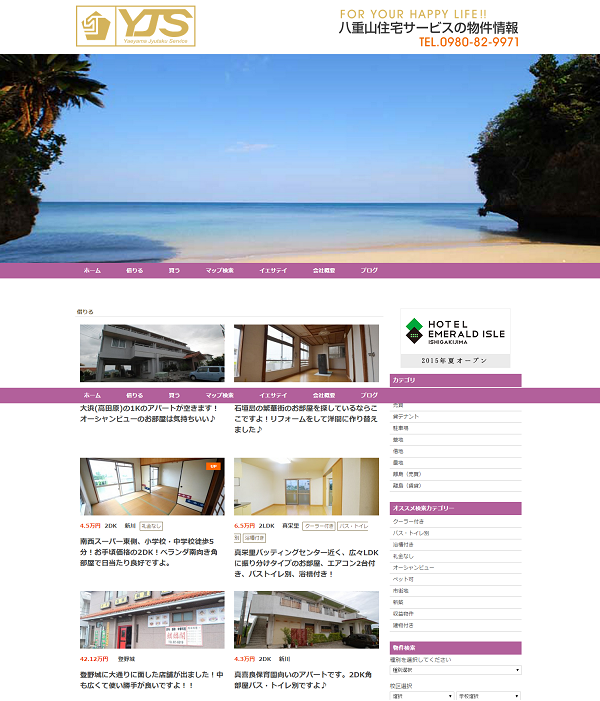 YJS
Yaeyama Jyutaku Service
FOR YOUR HAPPY LIFE!!
八重山住宅サービスの物件情報
TEL.0980-82-9971
ホーム 借りる 買う マップ検索 イエサテイ 会社概要 ブログ
借りる
HOTEL
EMERALD ISLE
ISHIGAKIJIMA
2015年夏オープン
カテゴリ
ホーム 借りる 買う マップ検索 イエサテイ 会社概要 ブログ
大浜(高田原)の1Kのアパートが空きます！
オーシャンビューのお部屋は気持ちいい♪
石垣島の繁華街のお部屋を探しているならこ
こですよ！リフォームをして洋間に作り替え
ました♪
売買
貸テナント
駐車場
墓地
借地
離島（売買）
離島（賃貸）
UP
4.5万円 2DK 新川 礼金なし
南西スーパー東側、小学校・中学校徒歩5
分！お手頃価格の2DK！ベランダ南向き角
部屋で日当たり良好ですよ。
6.5万円 2LDK 真栄里 クーラー付き バス・トイレ
別 浴槽付き
真栄里バッティングセンター近く、広々LDK
に振り分けタイプのお部屋、エアコン2台付
き、バストイレ別、浴槽付き！
オススメ検索カテゴリー
クーラー付き
バス・トイレ別
浴槽付き
礼金なし
オーシャンビュー
ペット可
市街地
新築
収益物件
建物付き
42.12万円 登野城
登野城に大通りに面した店舗が出ました！中
も広くて使い勝手が良いですよ！！
4.3万円 2DK 新川
真喜良保育園向いのアパートです。2DK角
部屋バス・トイレ別ですよ♪
物件検索
種別を選択してください
種別選択
校区選択
選択 学校選択